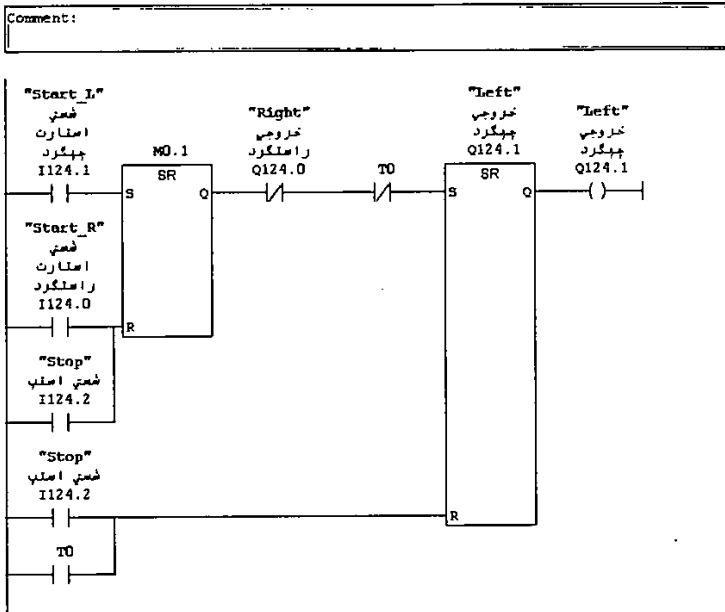 Comment:
"Start_L"
شستي
استارت
چپگرد
I124.1
M0.1
SR
S
Q
"Right"
خروجي
راستگرد
Q124.0
T0
"Left"
خروجي
چپگرد
Q124.1
SR
S
Q
"Left"
خروجي
چپگرد
Q124.1
"Start_R"
شستي
استارت
راستگرد
I124.0
R
"Stop"
شستي استپ
I124.2
"Stop"
شستي استپ
I124.2
R
T0